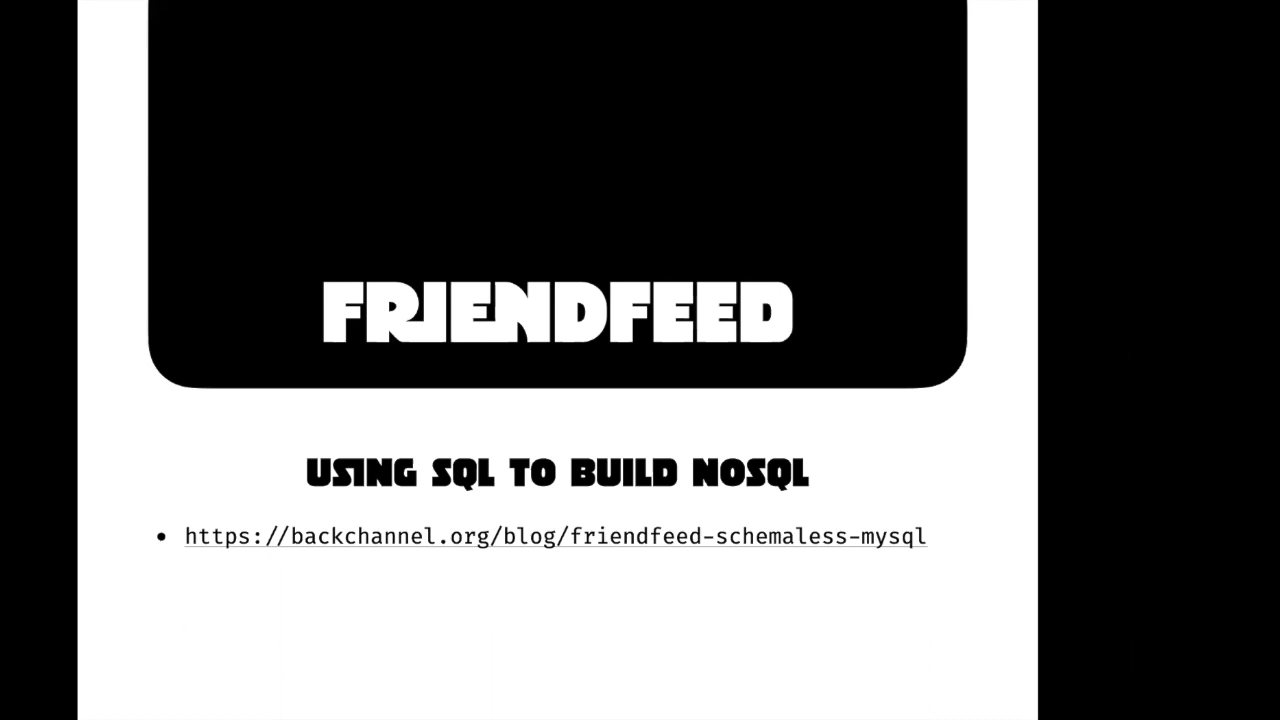 FRIENDFEED
USING SQL TO BUILD NOSQL
https://backchannel.org/blog/friendfeed-schemaless-mysql